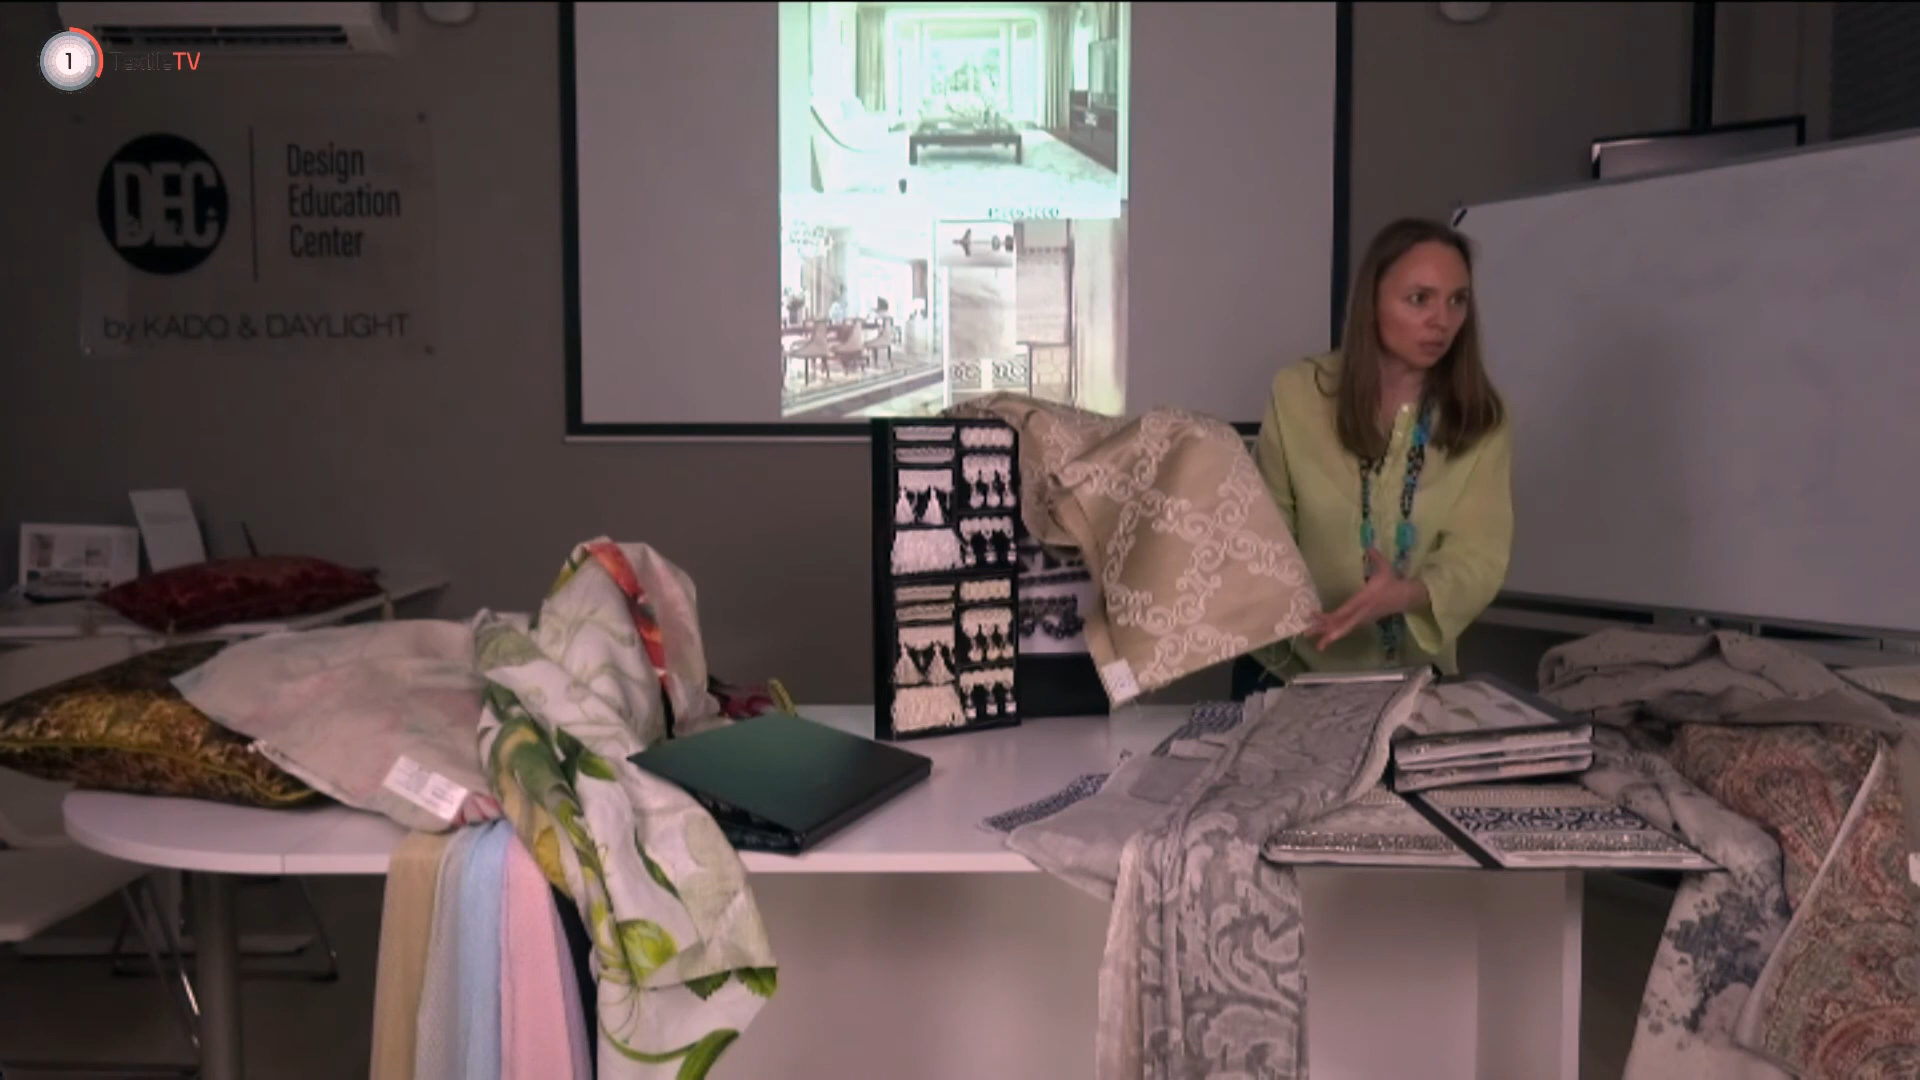 1
TextileTV
DEC
Design
Education
Center
by KADO & DAYLIGHT